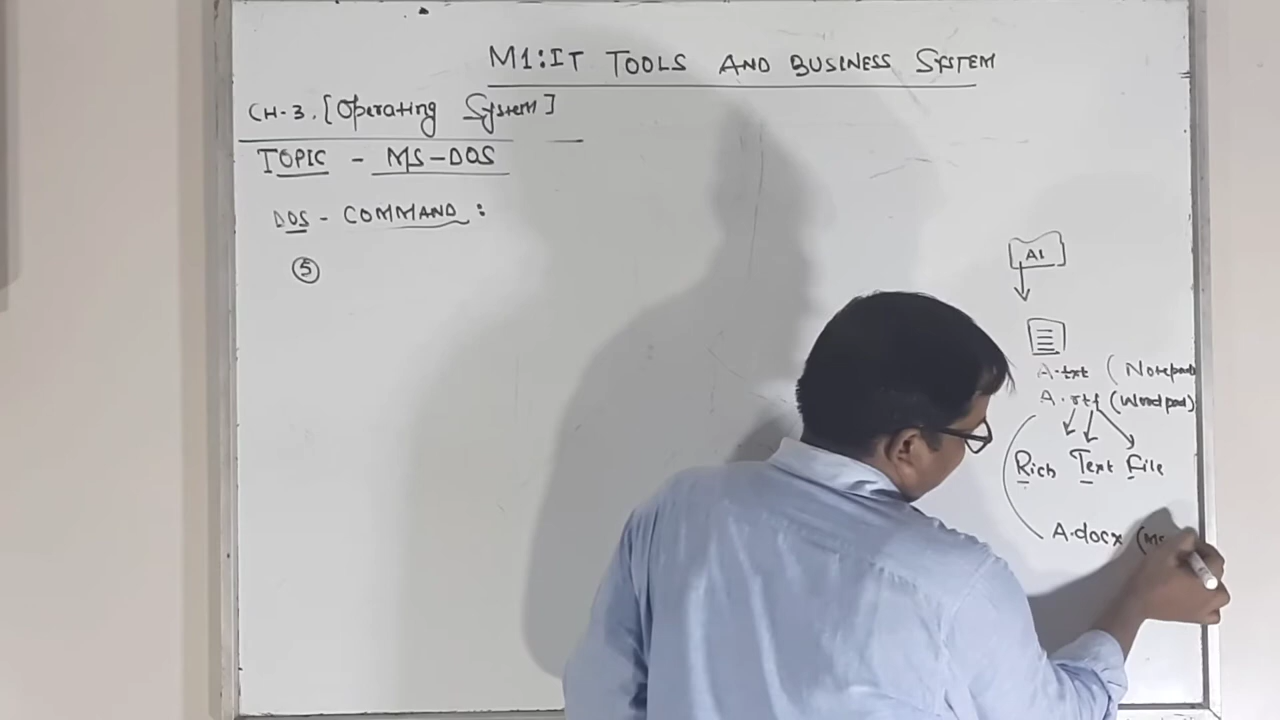 M1:IT TOOLS AND BUSINESS SYSTEM
CH-3. [Operating System]
TOPIC - MS-DOS
DOS - COMMAND :
5
A1
A.txt (Notepad
A.rtf (Wordpad)
Rich Text File
A.docx (MS